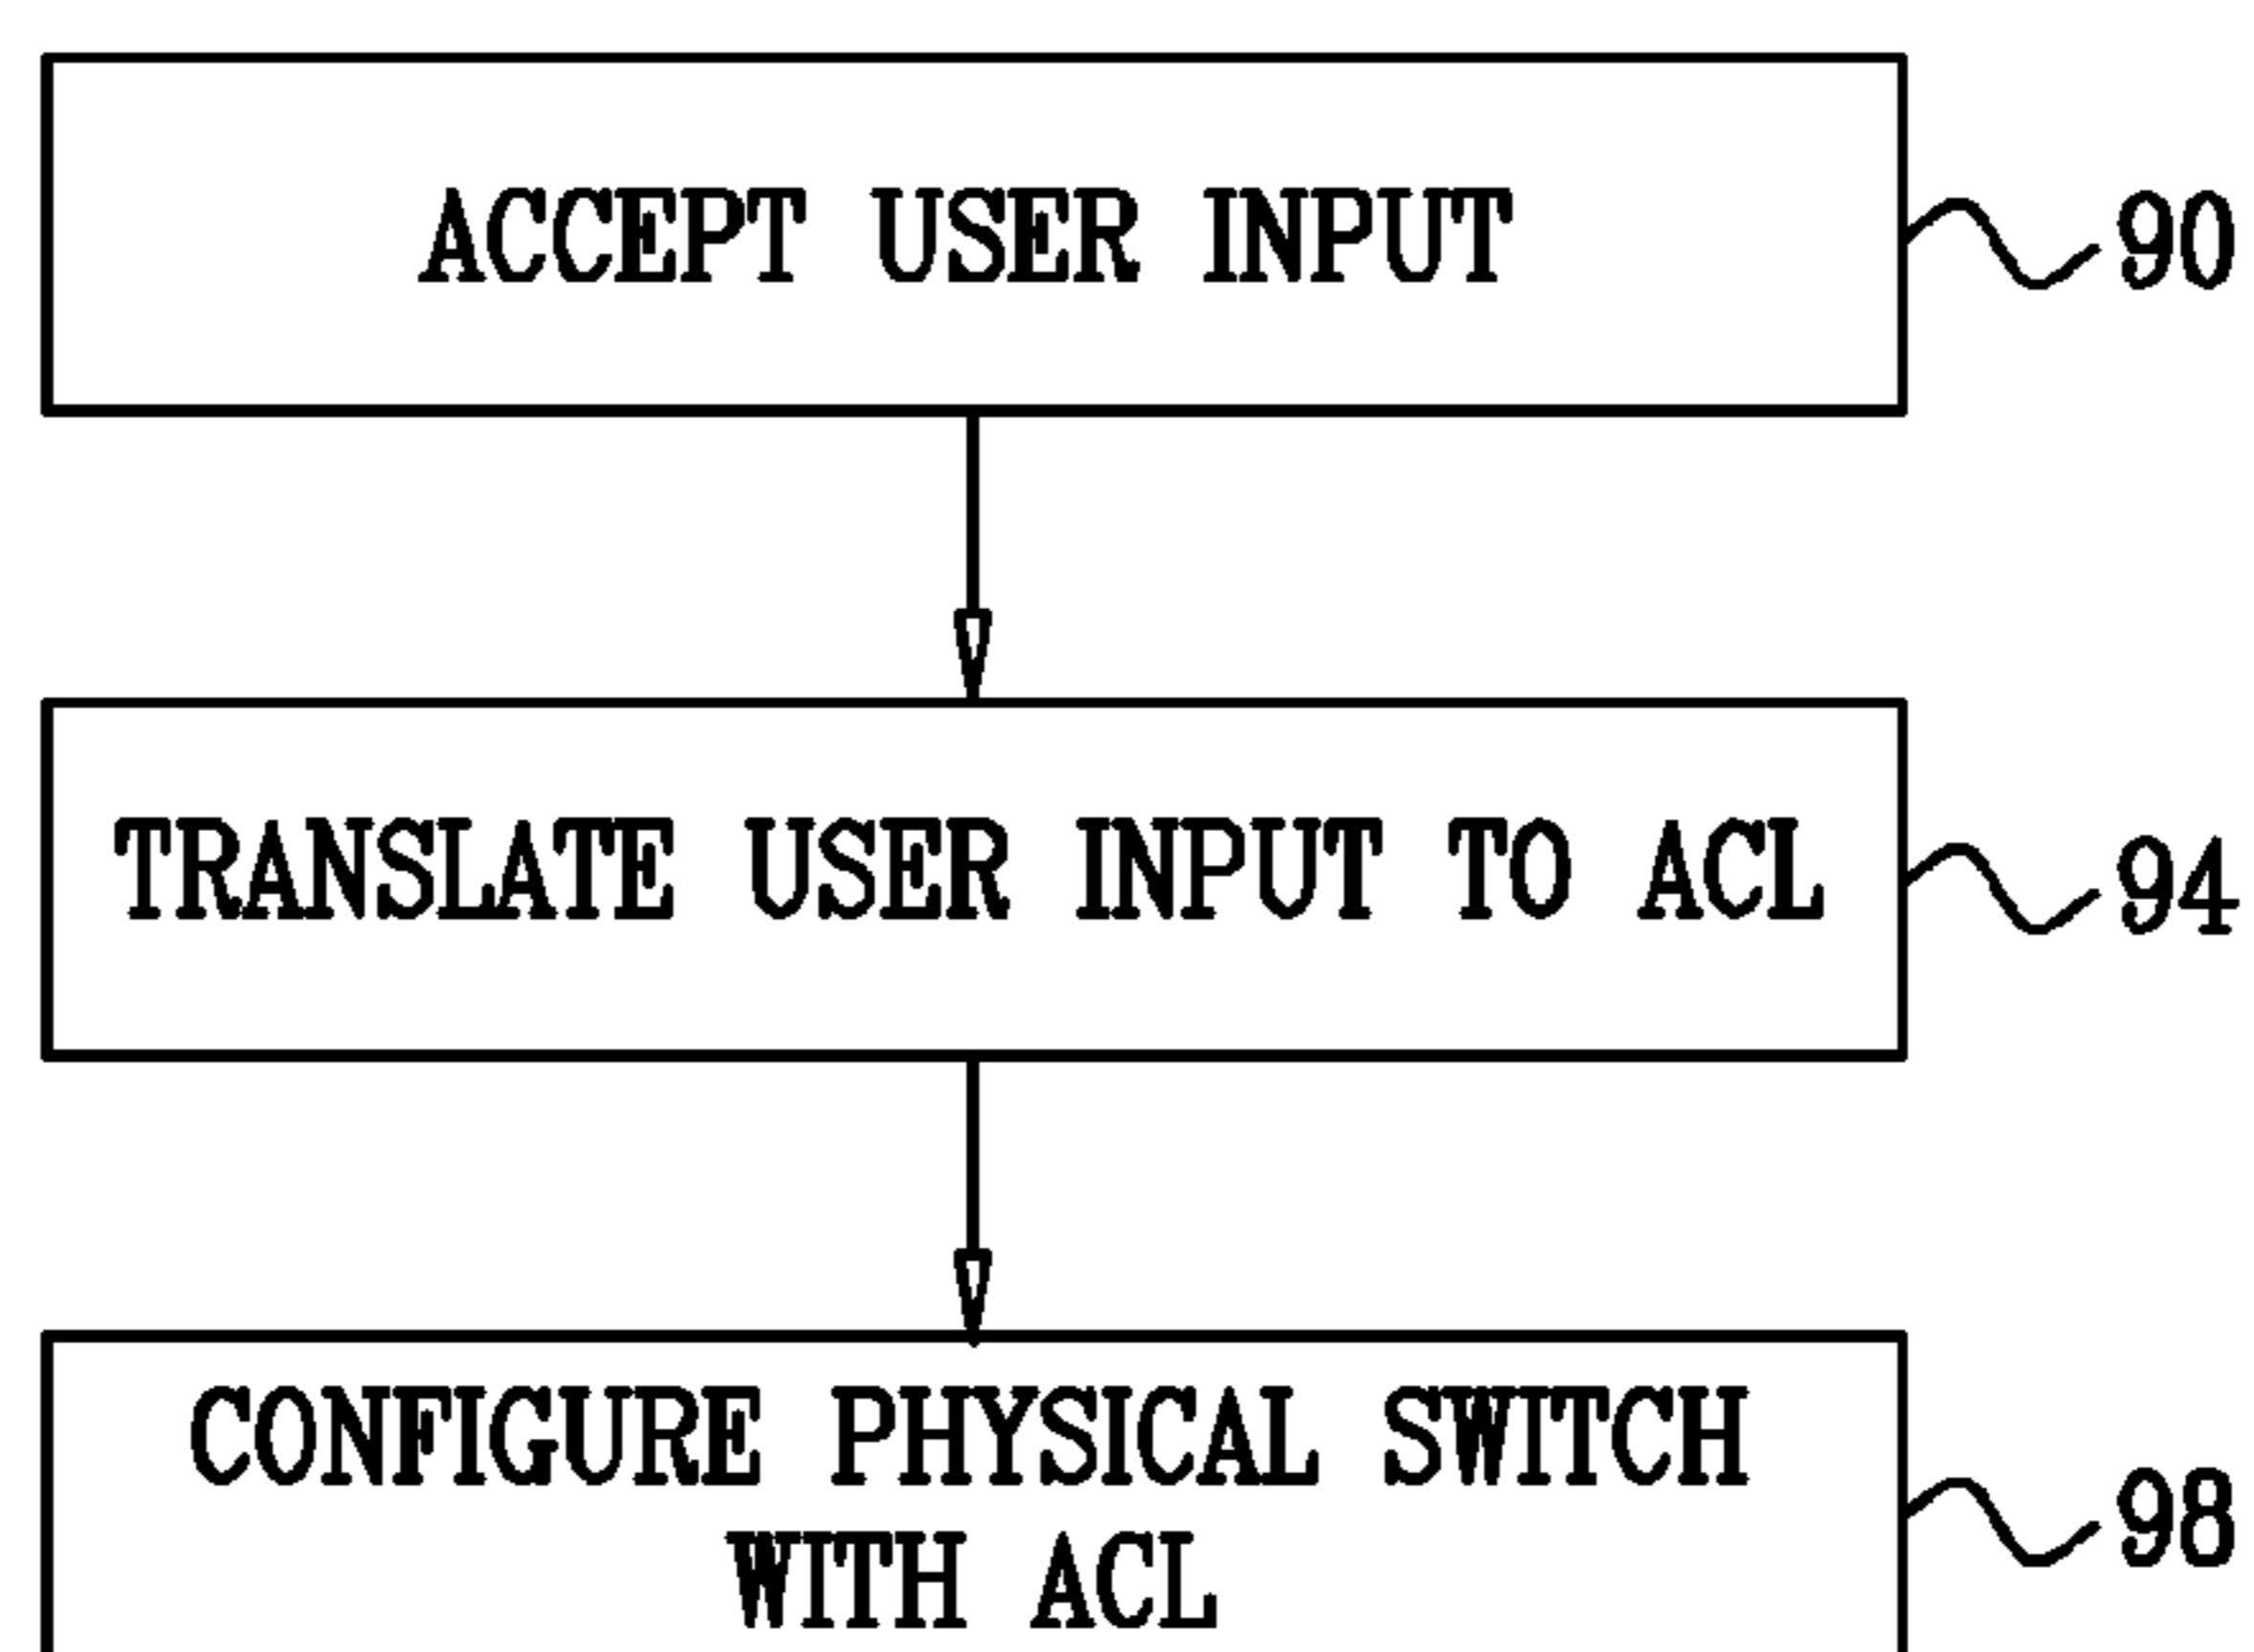 ACCEPT USER INPUT
90
TRANSLATE USER INPUT TO ACL
94
CONFIGURE PHYSICAL SWITCH
WITH ACL
98